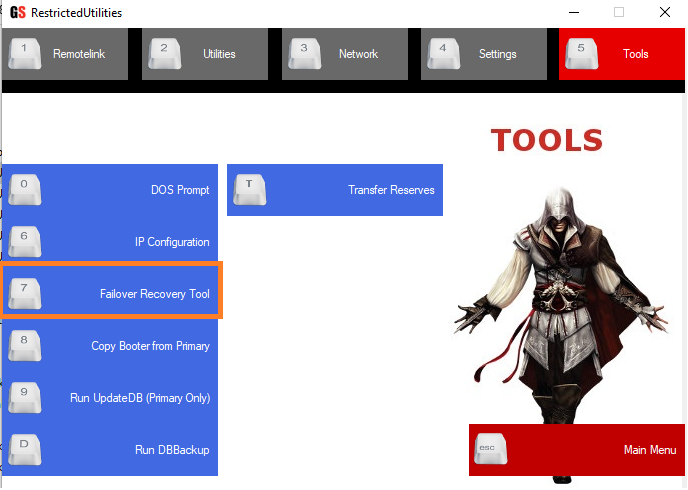 GS RestrictedUtilities
1 Remotelink
2 Utilities
3 Network
4 Settings
5 Tools
TOOLS
0 DOS Prompt
T Transfer Reserves
6 IP Configuration
7 Failover Recovery Tool
8 Copy Booter from Primary
9 Run UpdateDB (Primary Only)
D Run DBBackup
esc Main Menu